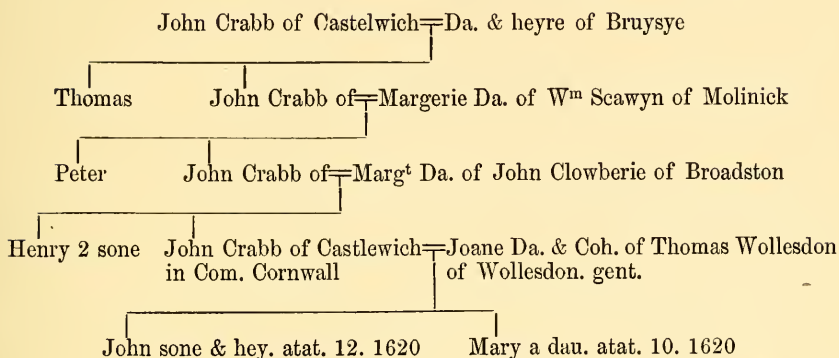 John Crabb of Castelwich Da. & heyre of Bruysye
Thomas John Crabb of Margerie Da. of Wm Scawyn of Molinick
Peter John Crabb of Margt Da. of John Clowberie of Broadston
Henry 2 sone John Crabb of Castlewich Joane Da. & Coh. of Thomas Wollesdon
in Com. Cornwall of Wollesdon. gent.
John sone & hey. atat. 12. 1620 Mary a dau. atat. 10. 1620